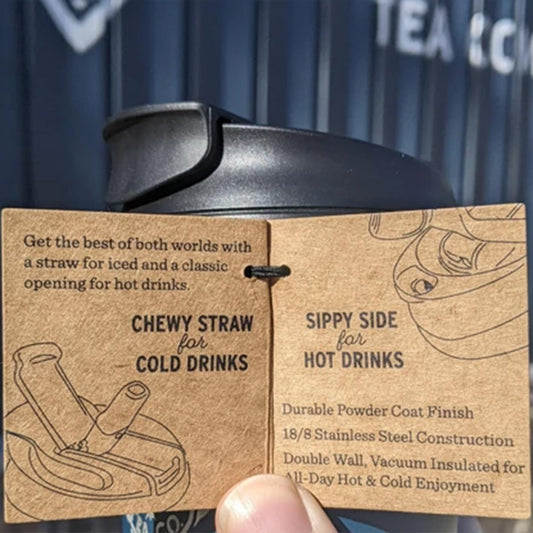 TEA
Get the best of both worlds with
a straw for iced and a classic
opening for hot drinks.
CHEWY STRAW
for
COLD DRINKS
SIPPY SIDE
for
HOT DRINKS
Durable Powder Coat Finish
18/8 Stainless Steel Construction
Double Wall, Vacuum Insulated for
All-Day Hot & Cold Enjoyment